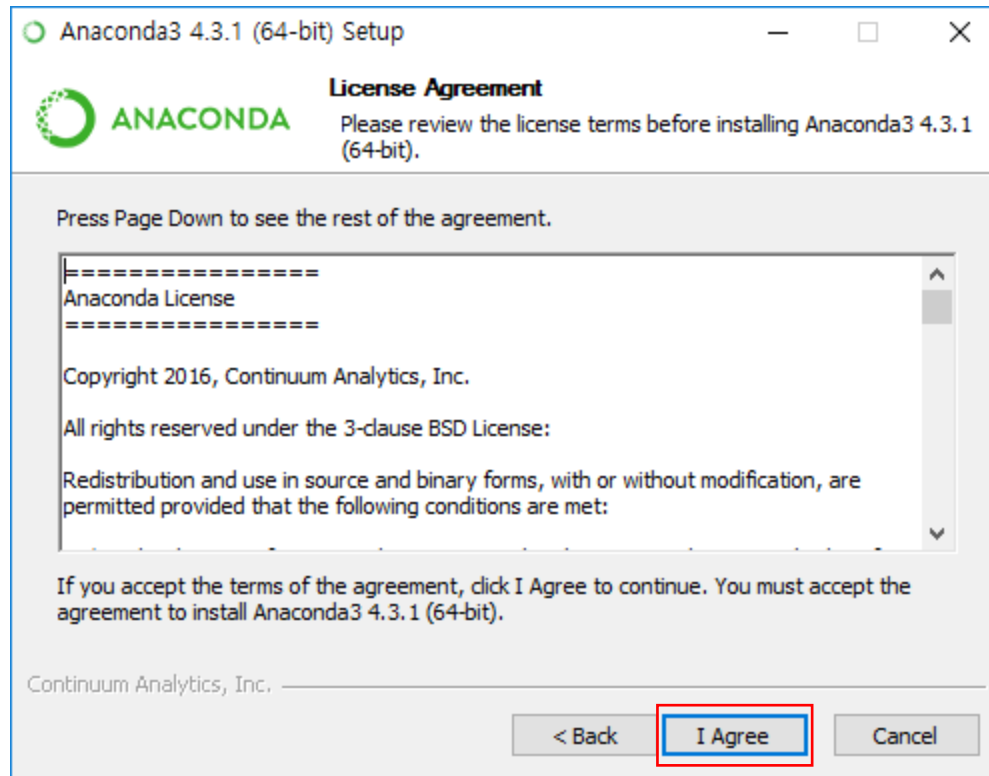 Anaconda3 4.3.1 (64-bit) Setup
ANACONDA
License Agreement
Please review the license terms before installing Anaconda3 4.3.1
(64-bit).
Press Page Down to see the rest of the agreement.
================
Anaconda License
================
Copyright 2016, Continuum Analytics, Inc.
All rights reserved under the 3-clause BSD License:
Redistribution and use in source and binary forms, with or without modification, are
permitted provided that the following conditions are met:
If you accept the terms of the agreement, click I Agree to continue. You must accept the
agreement to install Anaconda3 4.3.1 (64-bit).
Continuum Analytics, Inc.
< Back
I Agree
Cancel